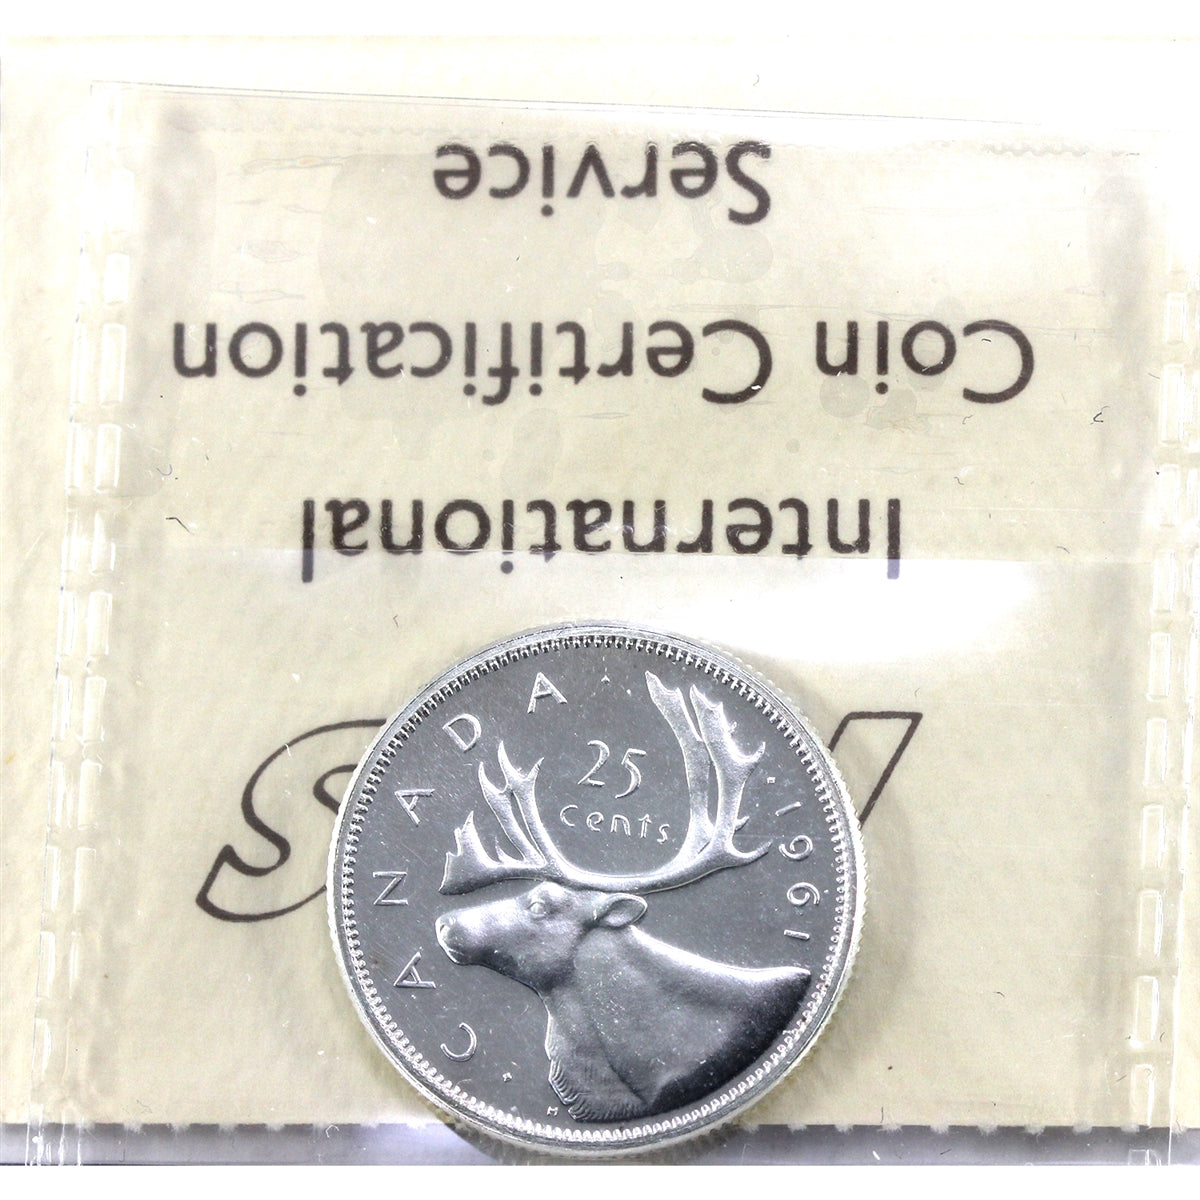 International
Coin Certification
Service
CANADA
25
cents
1961
H